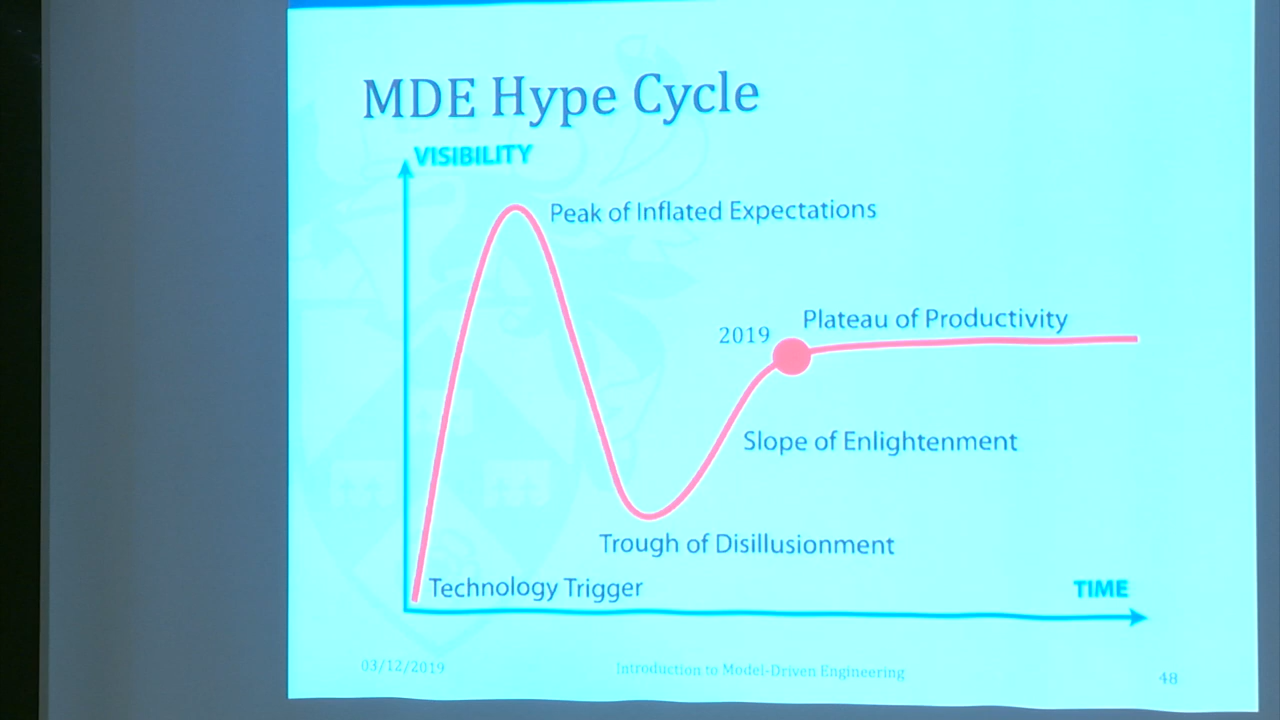 MDE Hype Cycle
VISIBILITY
Peak of Inflated Expectations
Plateau of Productivity
2019
Slope of Enlightenment
Trough of Disillusionment
Technology Trigger
TIME
03/12/2019
Introduction to Model-Driven Engineering
48